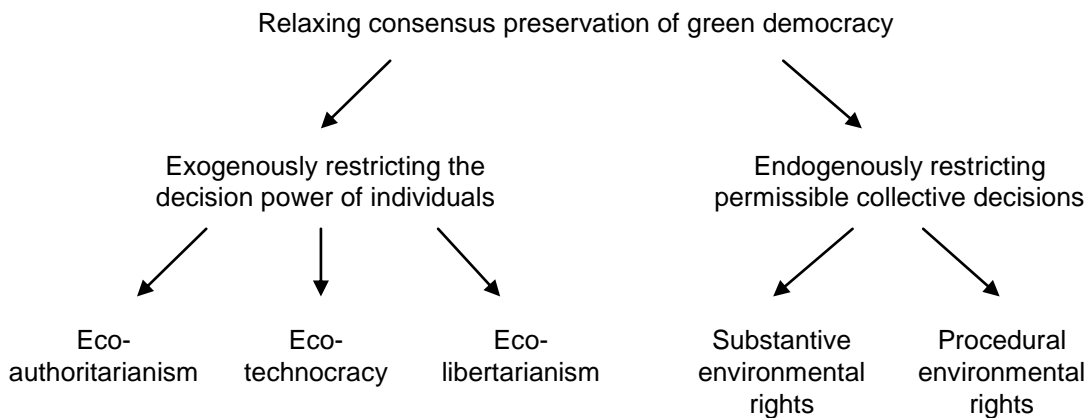 Relaxing consensus preservation of green democracy
Exogenously restricting the
decision power of individuals
Endogenously restricting
permissible collective decisions
Eco-
authoritarianism
Eco-
technocracy
Eco-
libertarianism
Substantive
environmental
rights
Procedural
environmental
rights